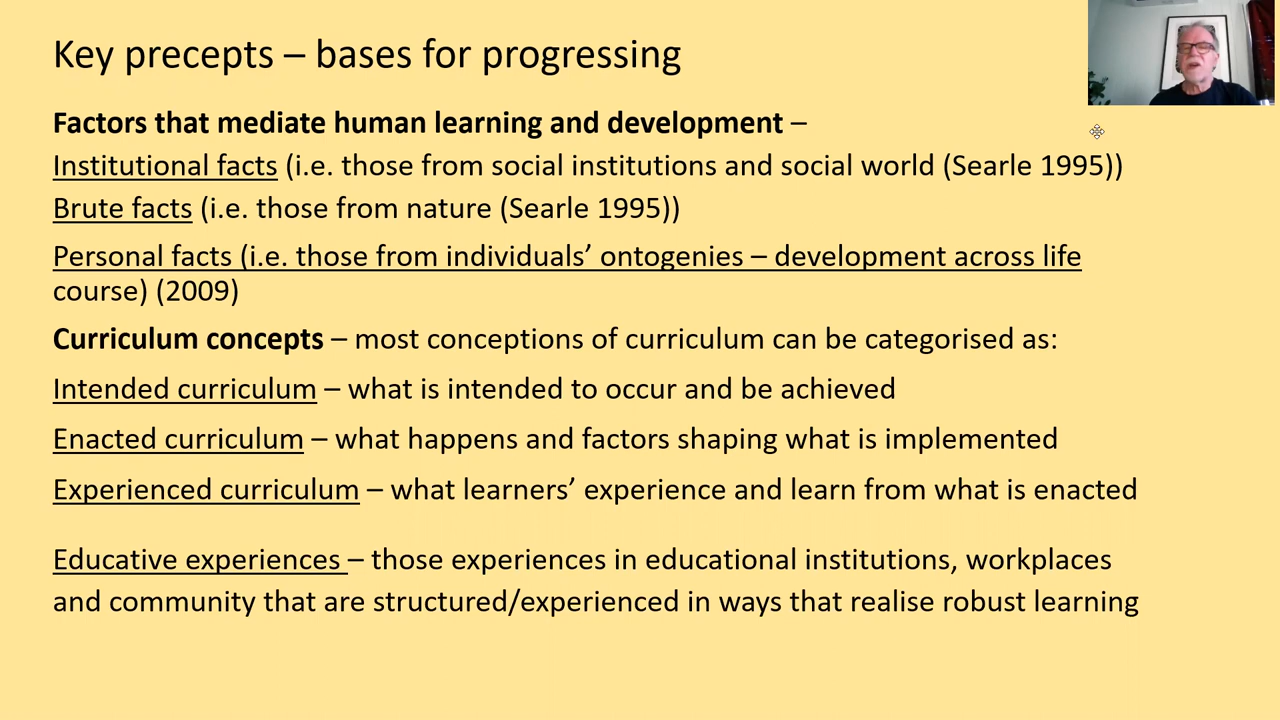 Key precepts – bases for progressing
Factors that mediate human learning and development –
Institutional facts (i.e. those from social institutions and social world (Searle 1995))
Brute facts (i.e. those from nature (Searle 1995))
Personal facts (i.e. those from individuals’ ontogenies – development across life
course) (2009)
Curriculum concepts – most conceptions of curriculum can be categorised as:
Intended curriculum – what is intended to occur and be achieved
Enacted curriculum – what happens and factors shaping what is implemented
Experienced curriculum – what learners’ experience and learn from what is enacted
Educative experiences – those experiences in educational institutions, workplaces
and community that are structured/experienced in ways that realise robust learning